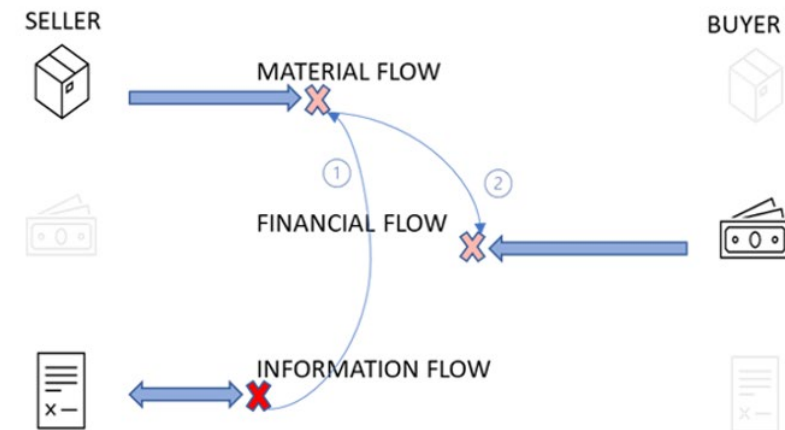 SELLER
BUYER
MATERIAL FLOW
1
2
FINANCIAL FLOW
INFORMATION FLOW